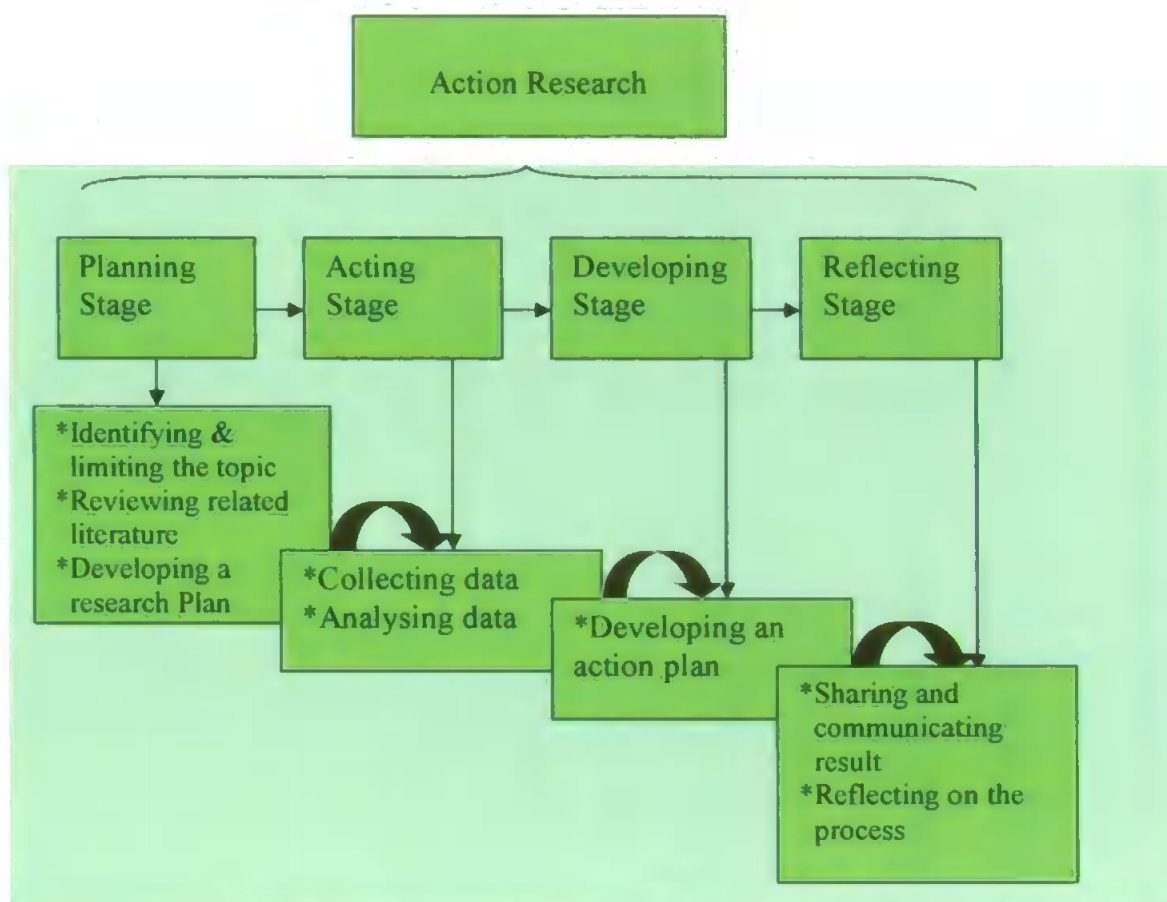 Action Research
Planning
Stage
Acting
Stage
Developing
Stage
Reflecting
Stage
*Identifying &
limiting the topic
*Reviewing related
literature
*Developing a
research Plan
*Collecting data
*Analysing data
*Developing an
action plan
*Sharing and
communicating
result
*Reflecting on the
process